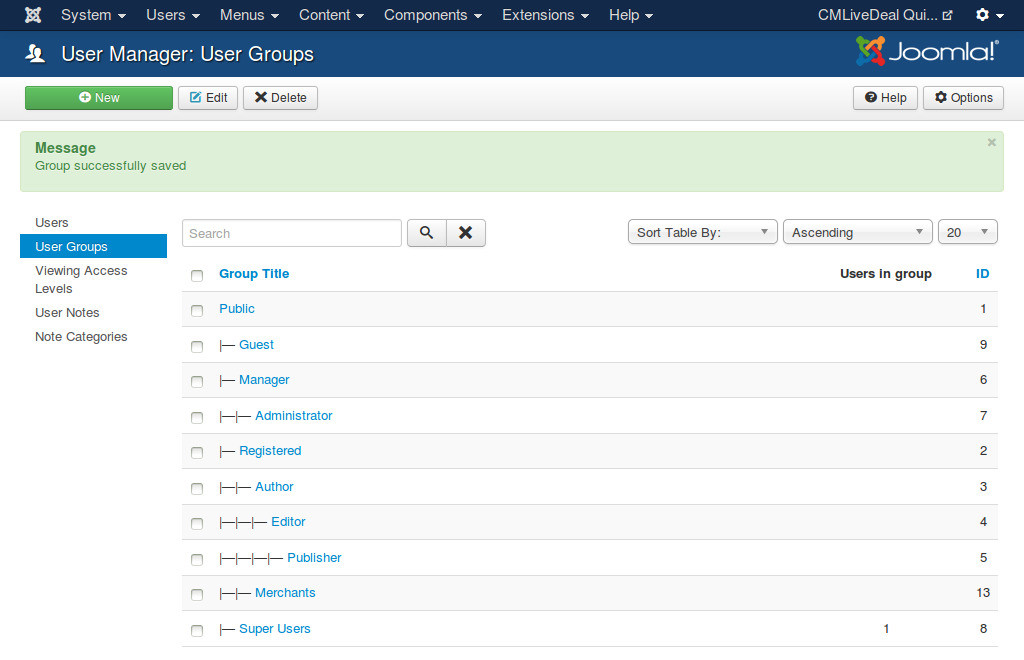 System Users Menus Content Components Extensions Help CMLiveDeal Qui...
User Manager: User Groups Joomla!®
New Edit Delete Help Options
Message ×
Group successfully saved
Users
User Groups
Viewing Access
Levels
User Notes
Note Categories
Search Sort Table By: Ascending 20
Group Title Users in group ID
Public 1
|— Guest 9
|— Manager 6
|—|— Administrator 7
|— Registered 2
|—|— Author 3
|—|—|— Editor 4
|—|—|—|— Publisher 5
|—|— Merchants 13
|— Super Users 1 8